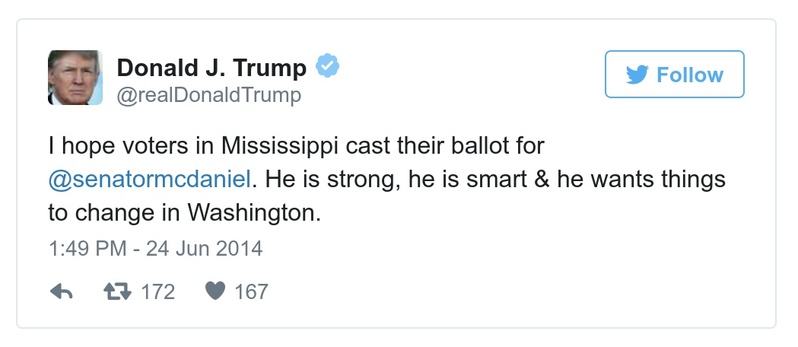 Donald J. Trump
@realDonaldTrump
Follow
I hope voters in Mississippi cast their ballot for
@senatormcdaniel. He is strong, he is smart & he wants things
to change in Washington.
1:49 PM - 24 Jun 2014
172 167